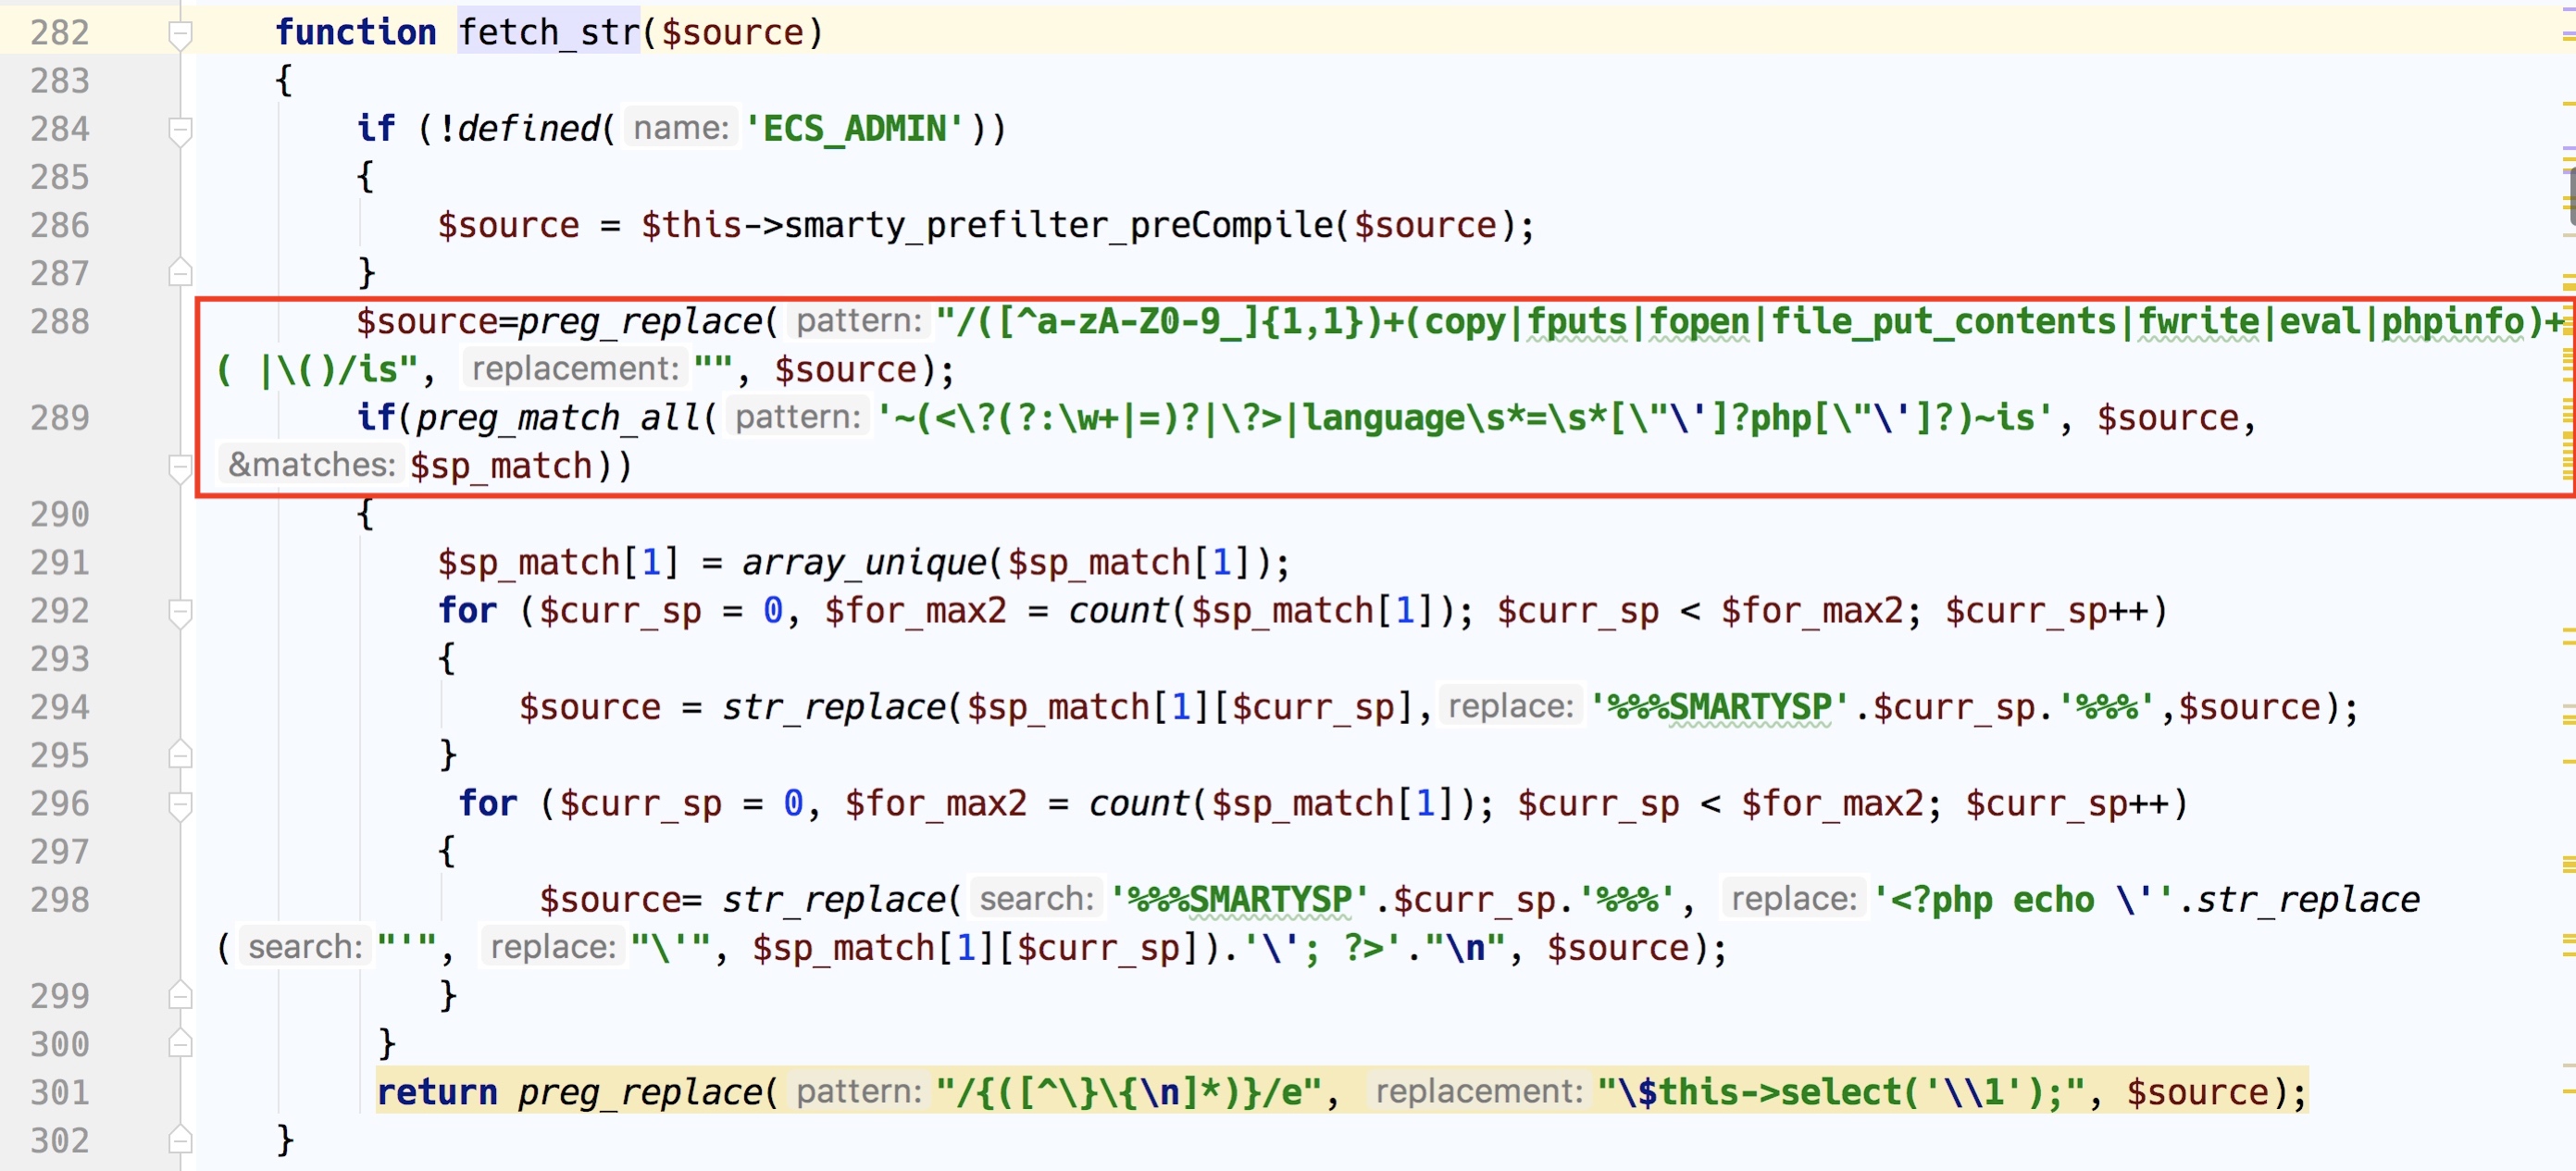 282 function fetch_str($source)
283 {
284 if (!defined( name: 'ECS_ADMIN'))
285 {
286 $source = $this->smarty_prefilter_preCompile($source);
287 }
288 $source=preg_replace( pattern: "/([^a-zA-Z0-9_]{1,1})+(copy|fputs|fopen|file_put_contents|fwrite|eval|phpinfo)+
( |\()/is", replacement: "", $source);
289 if(preg_match_all( pattern: '~(<\?(?:\w+|=)?|\?>|language\s*=\s*[\"\']?php[\"\']?)~is', $source,
&matches: $sp_match))
290 {
291 $sp_match[1] = array_unique($sp_match[1]);
292 for ($curr_sp = 0, $for_max2 = count($sp_match[1]); $curr_sp < $for_max2; $curr_sp++)
293 {
294 $source = str_replace($sp_match[1][$curr_sp], replace: '%%%SMARTYSP'.$curr_sp.'%%%',$source);
295 }
296 for ($curr_sp = 0, $for_max2 = count($sp_match[1]); $curr_sp < $for_max2; $curr_sp++)
297 {
298 $source= str_replace( search: '%%%SMARTYSP'.$curr_sp.'%%%', replace: '<?php echo \''.str_replace
( search: "'", replace: "\'", $sp_match[1][$curr_sp]).'\'; ?>'."\n", $source);
299 }
300 }
301 return preg_replace( pattern: "/{([^\}\{\n]*)}/e", replacement: "\$this->select('\\1');", $source);
302 }